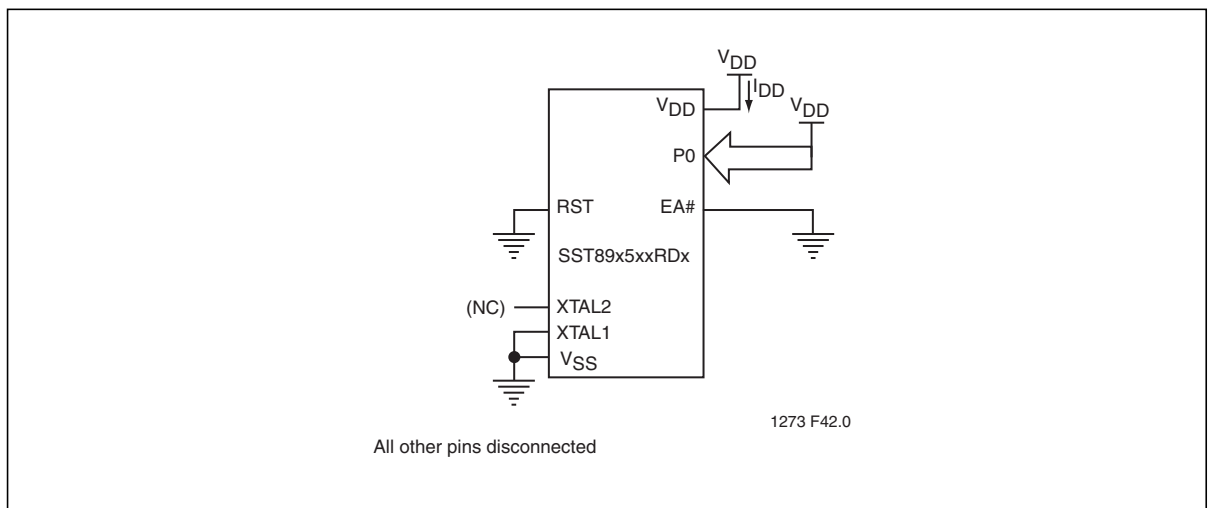 VDD
IDD
VDD
VDD
P0
RST
EA#
SST89x5xxRDx
(NC)
XTAL2
XTAL1
VSS
1273 F42.0
All other pins disconnected